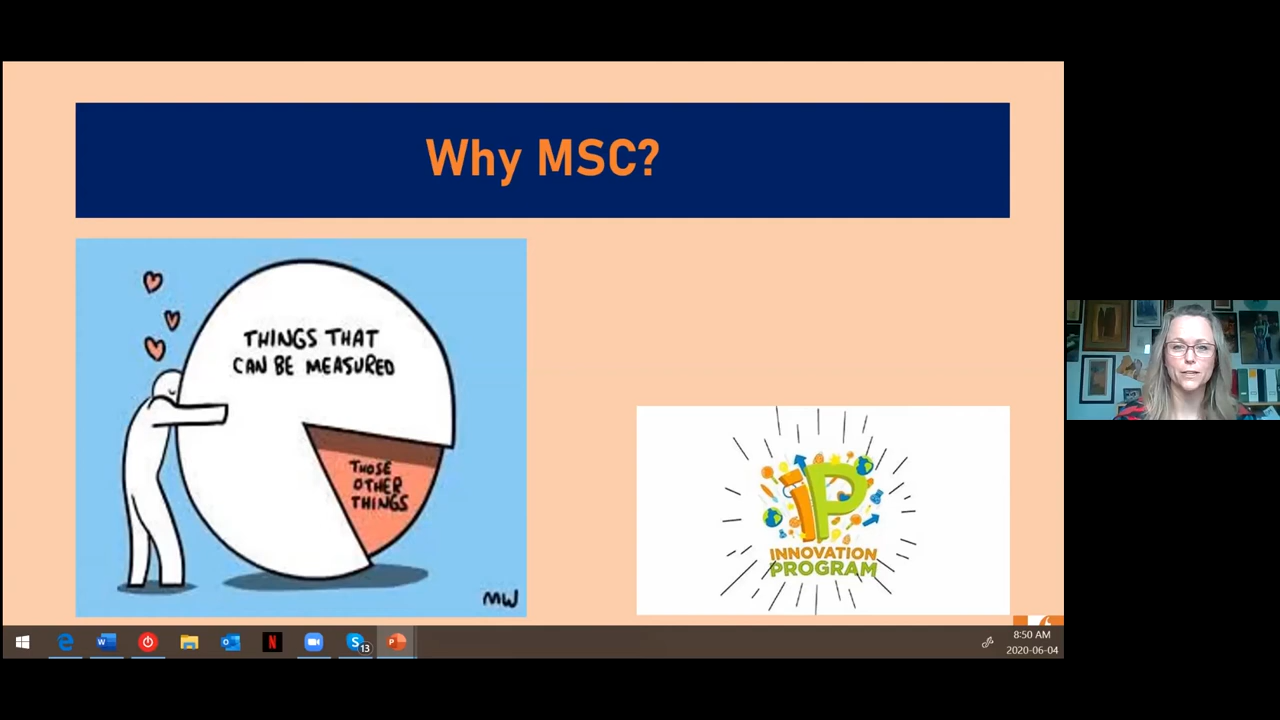 Why MSC?
THINGS THAT
CAN BE MEASURED
THOSE
OTHER
THINGS
MW
iP
INNOVATION
PROGRAM
13
8:50 AM
2020-06-04